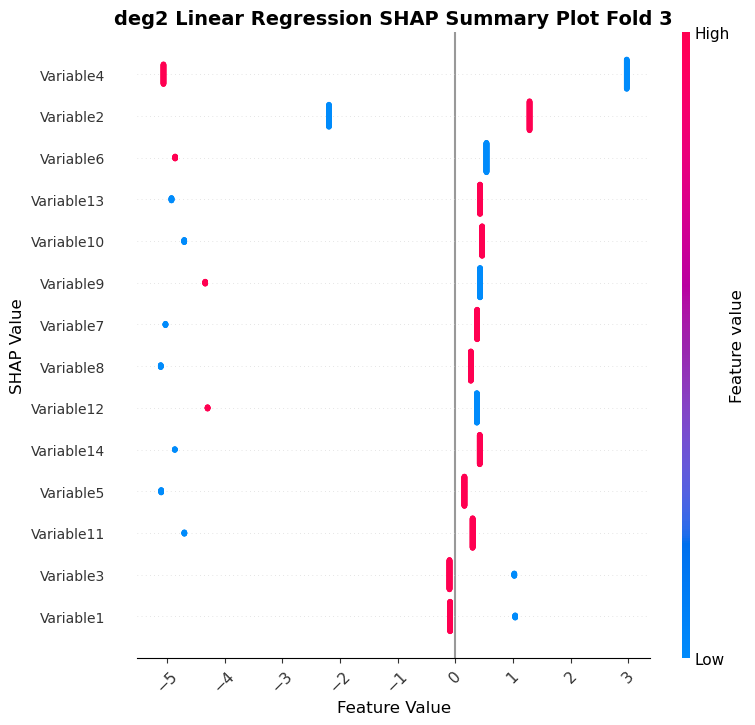 deg2 Linear Regression SHAP Summary Plot Fold 3
High
Variable4
Variable2
Variable6
Variable13
Variable10
Variable9
Variable7
Variable8
Variable12
Variable14
Variable5
Variable11
Variable3
Variable1
SHAP Value
Feature value
Low
−5
−4
−3
−2
−1
0
1
2
3
Feature Value